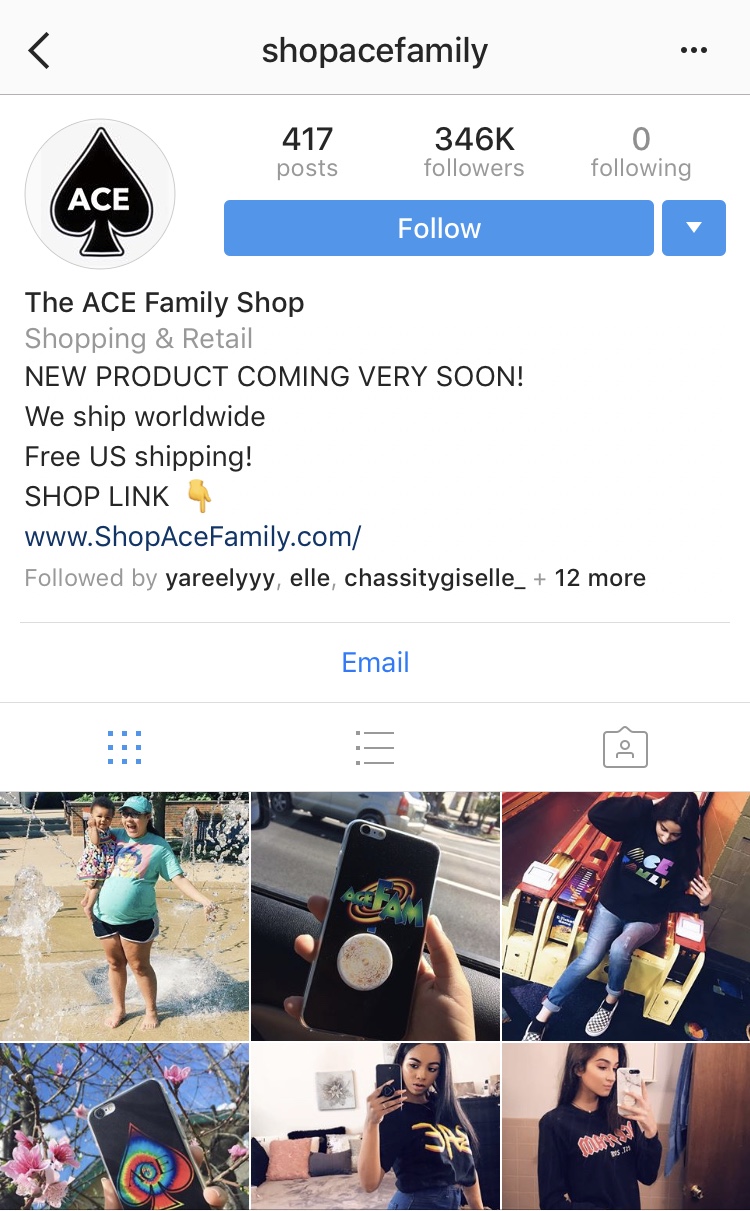 shopacefamily
ACE
417
posts
346K
followers
0
following
Follow
The ACE Family Shop
Shopping & Retail
NEW PRODUCT COMING VERY SOON!
We ship worldwide
Free US shipping!
SHOP LINK 👇
www.ShopAceFamily.com/
Followed by yareelyyy, elle, chassitygiselle_ + 12 more
Email
ACE FAM
ACE
FAMILY